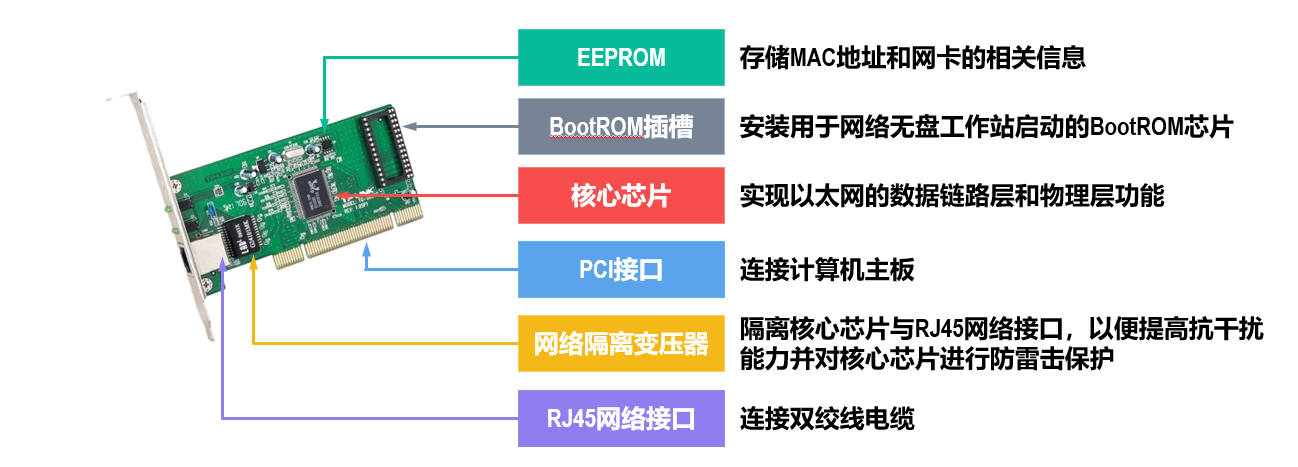 EEPROM
存储MAC地址和网卡的相关信息
BootROM插槽
安装用于网络无盘工作站启动的BootROM芯片
核心芯片
实现以太网的数据链路层和物理层功能
PCI接口
连接计算机主板
网络隔离变压器
隔离核心芯片与RJ45网络接口，以便提高抗干扰
能力并对核心芯片进行防雷击保护
RJ45网络接口
连接双绞线电缆